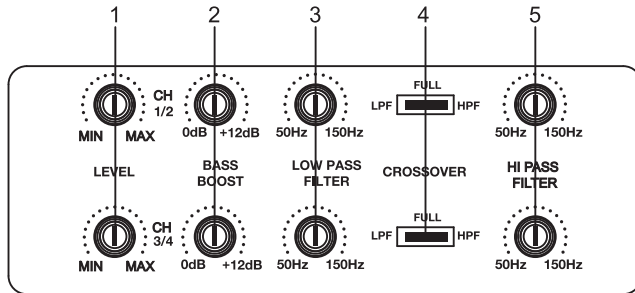 1 2 3 4 5
FULL
CH LPF HPF
1/2
MIN MAX 0dB +12dB 50Hz 150Hz 50Hz 150Hz
LEVEL BASS BOOST LOW PASS FILTER CROSSOVER HI PASS FILTER
FULL
CH LPF HPF
3/4
MIN MAX 0dB +12dB 50Hz 150Hz 50Hz 150Hz